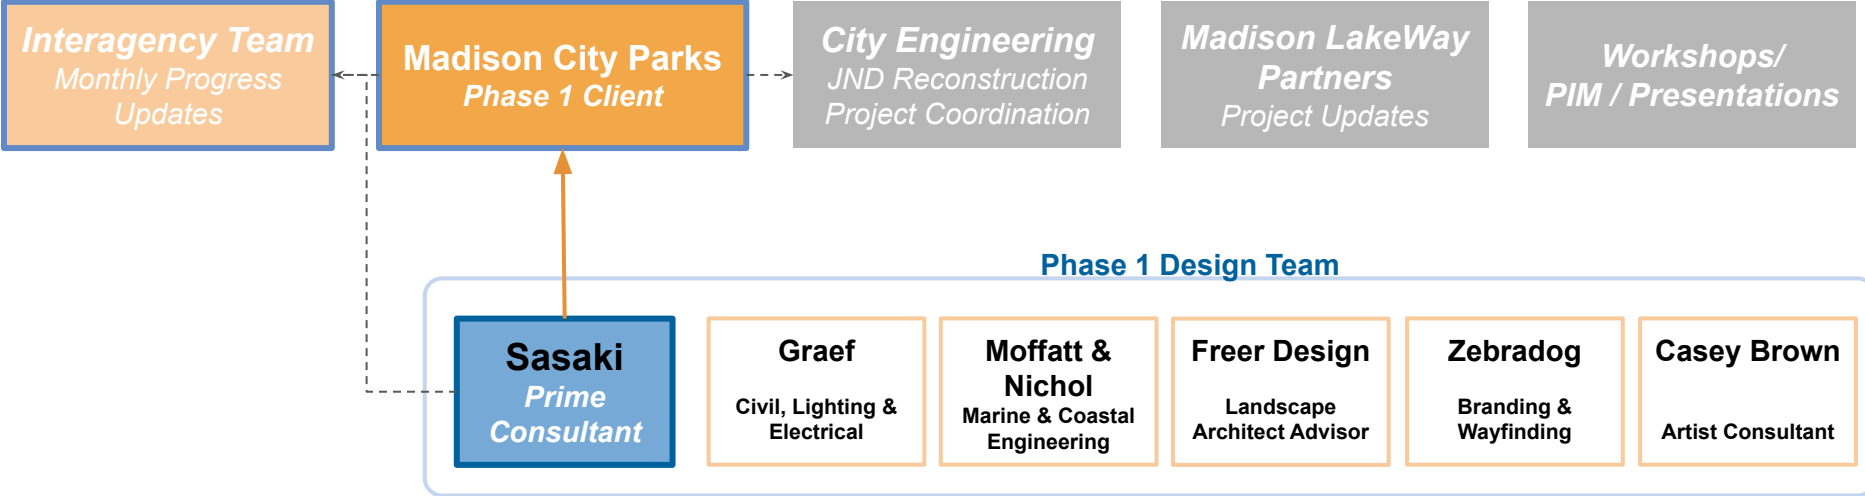 Interagency Team
Monthly Progress
Updates
Madison City Parks
Phase 1 Client
City Engineering
JND Reconstruction
Project Coordination
Madison LakeWay
Partners
Project Updates
Workshops/
PIM / Presentations
Phase 1 Design Team
Sasaki
Prime
Consultant
Graef
Civil, Lighting &
Electrical
Moffatt &
Nichol
Marine & Coastal
Engineering
Freer Design
Landscape
Architect Advisor
Zebradog
Branding &
Wayfinding
Casey Brown
Artist Consultant